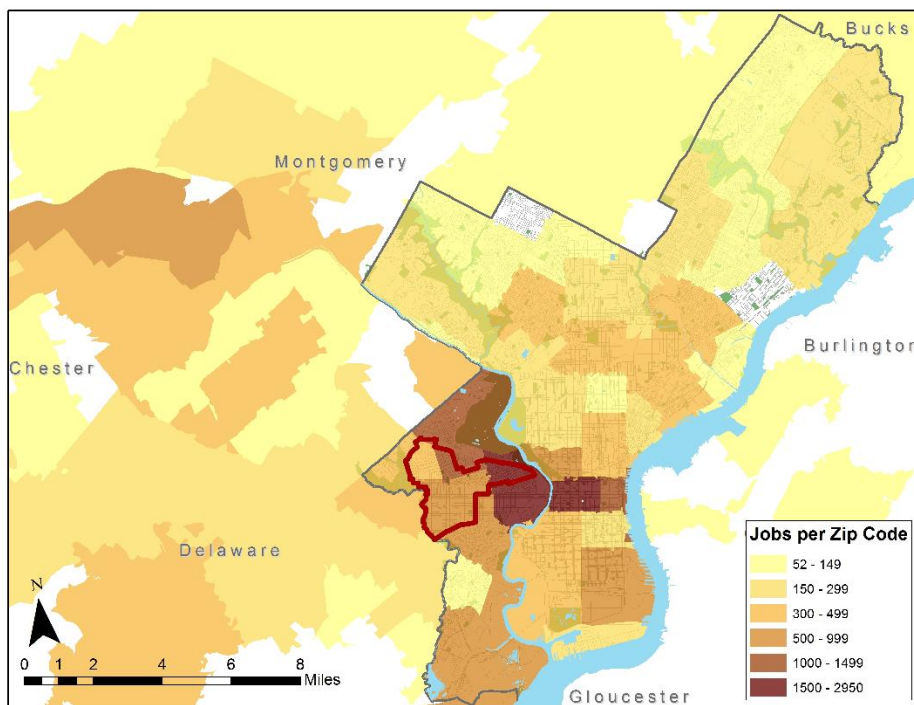 Bucks
Montgomery
Burlington
Chester
Delaware
Gloucester
N
0 1 2 4 6 8
Miles
Jobs per Zip Code
52 - 149
150 - 299
300 - 499
500 - 999
1000 - 1499
1500 - 2950